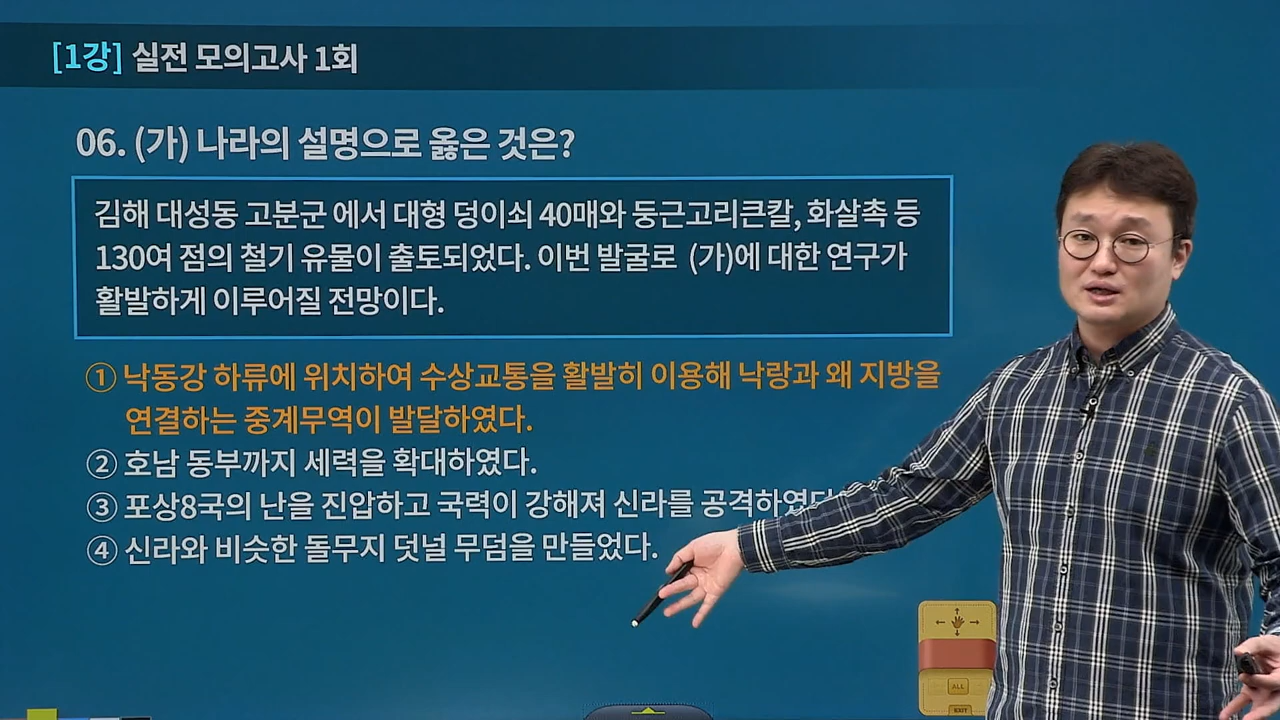 [1강] 실전 모의고사 1회
06. (가) 나라의 설명으로 옳은 것은?
김해 대성동 고분군 에서 대형 덩이쇠 40매와 둥근고리큰칼, 화살촉 등
130여 점의 철기 유물이 출토되었다. 이번 발굴로 (가)에 대한 연구가
활발하게 이루어질 전망이다.
① 낙동강 하류에 위치하여 수상교통을 활발히 이용해 낙랑과 왜 지방을
연결하는 중계무역이 발달하였다.
② 호남 동부까지 세력을 확대하였다.
③ 포상8국의 난을 진압하고 국력이 강해져 신라를 공격하였다
④ 신라와 비슷한 돌무지 덧널 무덤을 만들었다.
ALL
EXIT